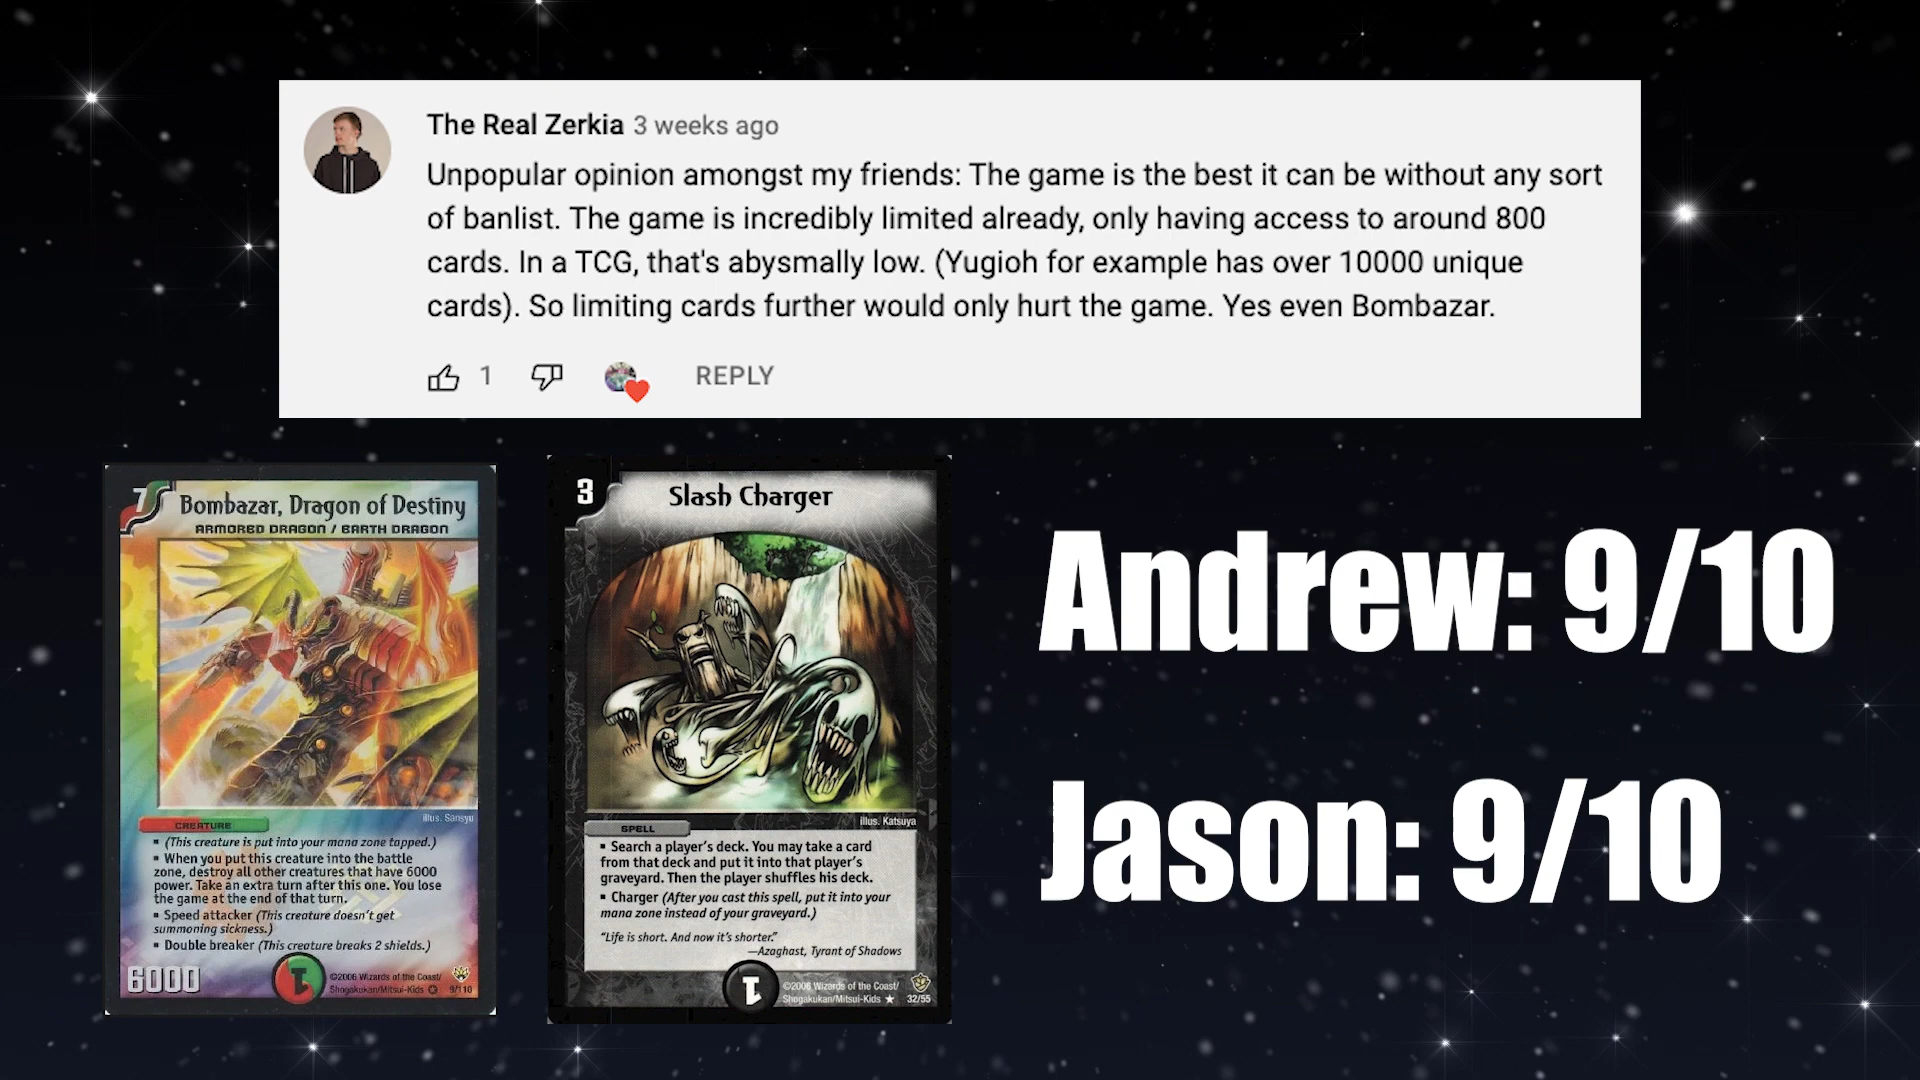 The Real Zerkia 3 weeks ago
Unpopular opinion amongst my friends: The game is the best it can be without any sort
of banlist. The game is incredibly limited already, only having access to around 800
cards. In a TCG, that's abysmally low. (Yugioh for example has over 10000 unique
cards). So limiting cards further would only hurt the game. Yes even Bombazar.
1 REPLY
7
Bombazar, Dragon of Destiny
ARMORED DRAGON / EARTH DRAGON
illus. Sansyu
CREATURE
▪ (This creature is put into your mana zone tapped.)
▪ When you put this creature into the battle
zone, destroy all other creatures that have 6000
power. Take an extra turn after this one. You lose
the game at the end of that turn.
▪ Speed attacker (This creature doesn't get
summoning sickness.)
▪ Double breaker (This creature breaks 2 shields.)
6000
1
©2006 Wizards of the Coast/
Shogakukan/Mitsui-Kids
9/110
3
Slash Charger
illus. Katsuya
SPELL
▪ Search a player's deck. You may take a card
from that deck and put it into that player's
graveyard. Then the player shuffles his deck.
▪ Charger (After you cast this spell, put it into your
mana zone instead of your graveyard.)
"Life is short. And now it's shorter."
—Azaghast, Tyrant of Shadows
1
©2006 Wizards of the Coast/
Shogakukan/Mitsui-Kids ★ 32/55
Andrew: 9/10
Jason: 9/10